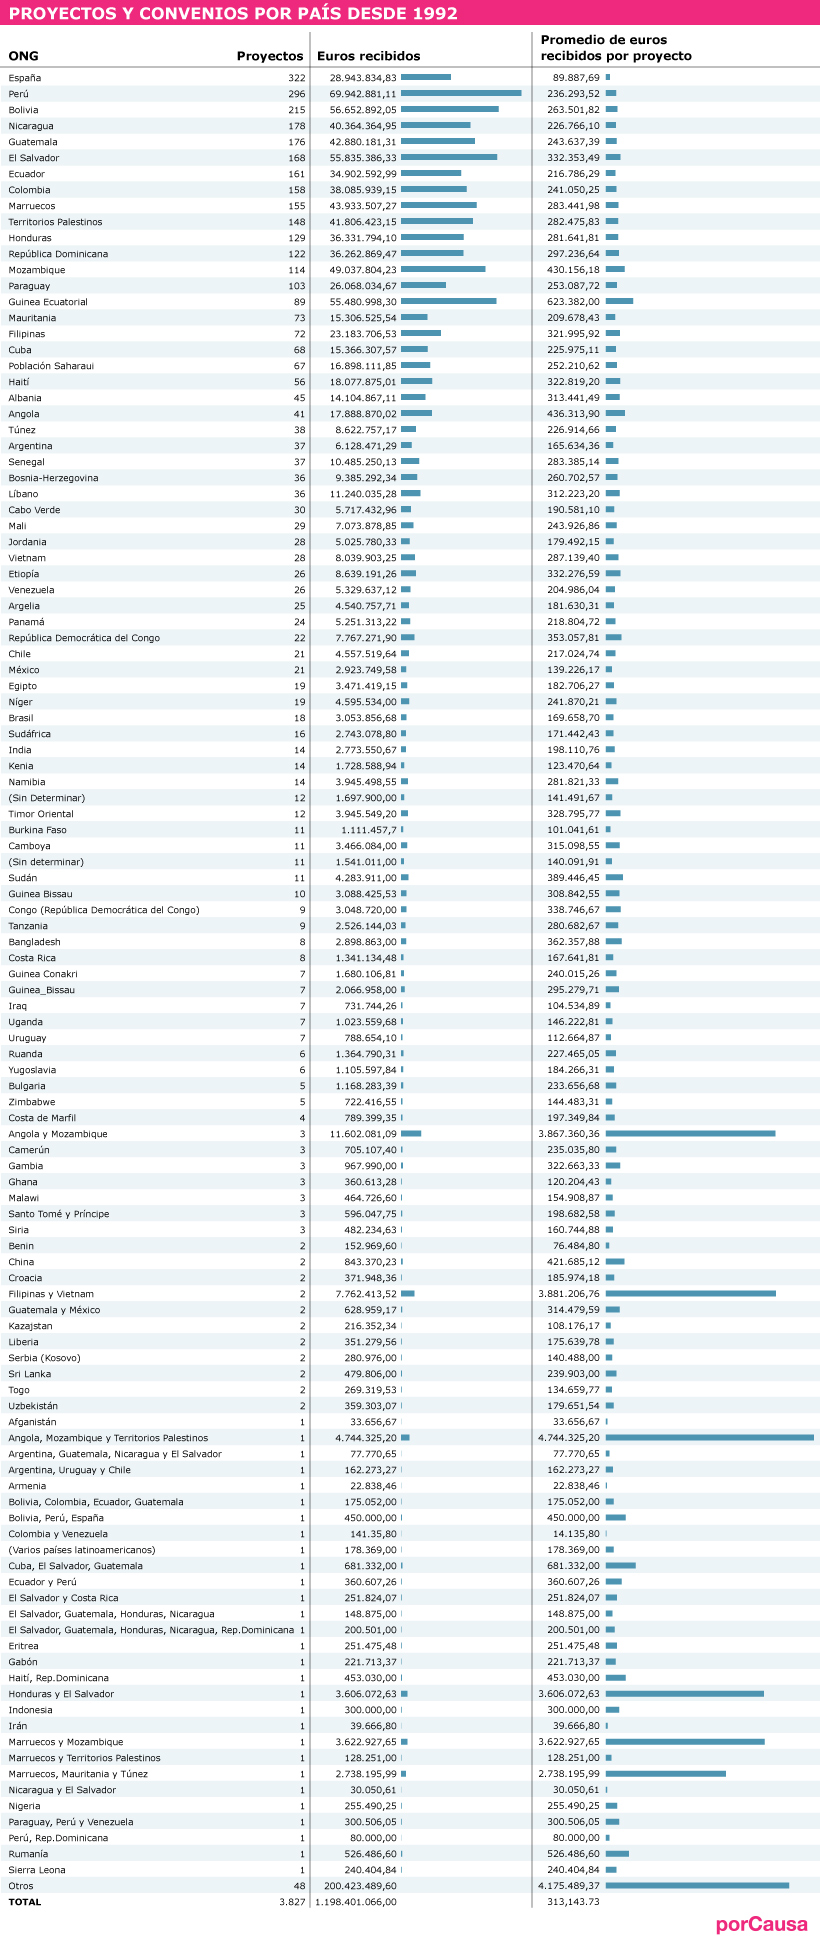 PROYECTOS Y CONVENIOS POR PAÍS DESDE 1992
ONG Proyectos Euros recibidos Promedio de euros recibidos por proyecto
España 322 28.943.834,83 89.887,69
Perú 296 69.942.881,11 236.293,52
Bolivia 215 56.652.892,05 263.501,82
Nicaragua 178 40.364.364,95 226.766,10
Guatemala 176 42.880.181,31 243.637,39
El Salvador 168 55.835.386,33 332.353,49
Ecuador 161 34.902.592,99 216.786,29
Colombia 158 38.085.939,15 241.050,25
Marruecos 155 43.933.507,27 283.441,98
Territorios Palestinos 148 41.806.423,15 282.475,83
Honduras 129 36.331.794,10 281.641,81
República Dominicana 122 36.262.869,47 297.236,64
Mozambique 114 49.037.804,23 430.156,18
Paraguay 103 26.068.034,67 253.087,72
Guinea Ecuatorial 89 55.480.998,30 623.382,00
Mauritania 73 15.306.525,54 209.678,43
Filipinas 72 23.183.706,53 321.995,92
Cuba 68 15.366.307,57 225.975,11
Población Saharaui 67 16.898.111,85 252.210,62
Haití 56 18.077.875,01 322.819,20
Albania 45 14.104.867,11 313.441,49
Angola 41 17.888.870,02 436.313,90
Túnez 38 8.622.757,17 226.914,66
Argentina 37 6.128.471,29 165.634,36
Senegal 37 10.485.250,13 283.385,14
Bosnia-Herzegovina 36 9.385.292,34 260.702,57
Líbano 36 11.240.035,28 312.223,20
Cabo Verde 30 5.717.432,96 190.581,10
Mali 29 7.073.878,85 243.926,86
Jordania 28 5.025.780,33 179.492,15
Vietnam 28 8.039.903,25 287.139,40
Etiopía 26 8.639.191,26 332.276,59
Venezuela 26 5.329.637,12 204.986,04
Argelia 25 4.540.757,71 181.630,31
Panamá 24 5.251.313,22 218.804,72
República Democrática del Congo 22 7.767.271,90 353.057,81
Chile 21 4.557.519,64 217.024,74
México 21 2.923.749,58 139.226,17
Egipto 19 3.471.419,15 182.706,27
Níger 19 4.595.534,00 241.870,21
Brasil 18 3.053.856,68 169.658,70
Sudáfrica 16 2.743.078,80 171.442,43
India 14 2.773.550,67 198.110,76
Kenia 14 1.728.588,94 123.470,64
Namibia 14 3.945.498,55 281.821,33
(Sin Determinar) 12 1.697.900,00 141.491,67
Timor Oriental 12 3.945.549,20 328.795,77
Burkina Faso 11 1.111.457,7 101.041,61
Camboya 11 3.466.084,00 315.098,55
(Sin determinar) 11 1.541.011,00 140.091,91
Sudán 11 4.283.911,00 389.446,45
Guinea Bissau 10 3.088.425,53 308.842,55
Congo (República Democrática del Congo) 9 3.048.720,00 338.746,67
Tanzania 9 2.526.144,03 280.682,67
Bangladesh 8 2.898.863,00 362.357,88
Costa Rica 8 1.341.134,48 167.641,81
Guinea Conakri 7 1.680.106,81 240.015,26
Guinea_Bissau 7 2.066.958,00 295.279,71
Iraq 7 731.744,26 104.534,89
Uganda 7 1.023.559,68 146.222,81
Uruguay 7 788.654,10 112.664,87
Ruanda 6 1.364.790,31 227.465,05
Yugoslavia 6 1.105.597,84 184.266,31
Bulgaria 5 1.168.283,39 233.656,68
Zimbabwe 5 722.416,55 144.483,31
Costa de Marfil 4 789.399,35 197.349,84
Angola y Mozambique 3 11.602.081,09 3.867.360,36
Camerún 3 705.107,40 235.035,80
Gambia 3 967.990,00 322.663,33
Ghana 3 360.613,28 120.204,43
Malawi 3 464.726,60 154.908,87
Santo Tomé y Príncipe 3 596.047,75 198.682,58
Siria 3 482.234,63 160.744,88
Benin 2 152.969,60 76.484,80
China 2 843.370,23 421.685,12
Croacia 2 371.948,36 185.974,18
Filipinas y Vietnam 2 7.762.413,52 3.881.206,76
Guatemala y México 2 628.959,17 314.479,59
Kazajstan 2 216.352,34 108.176,17
Liberia 2 351.279,56 175.639,78
Serbia (Kosovo) 2 280.976,00 140.488,00
Sri Lanka 2 479.806,00 239.903,00
Togo 2 269.319,53 134.659,77
Uzbekistán 2 359.303,07 179.651,54
Afganistán 1 33.656,67 33.656,67
Angola, Mozambique y Territorios Palestinos 1 4.744.325,20 4.744.325,20
Argentina, Guatemala, Nicaragua y El Salvador 1 77.770,65 77.770,65
Argentina, Uruguay y Chile 1 162.273,27 162.273,27
Armenia 1 22.838,46 22.838,46
Bolivia, Colombia, Ecuador, Guatemala 1 175.052,00 175.052,00
Bolivia, Perú, España 1 450.000,00 450.000,00
Colombia y Venezuela 1 141.35,80 14.135,80
(Varios países latinoamericanos) 1 178.369,00 178.369,00
Cuba, El Salvador, Guatemala 1 681.332,00 681.332,00
Ecuador y Perú 1 360.607,26 360.607,26
El Salvador y Costa Rica 1 251.824,07 251.824,07
El Salvador, Guatemala, Honduras, Nicaragua 1 148.875,00 148.875,00
El Salvador, Guatemala, Honduras, Nicaragua, Rep.Dominicana 1 200.501,00 200.501,00
Eritrea 1 251.475,48 251.475,48
Gabón 1 221.713,37 221.713,37
Haití, Rep.Dominicana 1 453.030,00 453.030,00
Honduras y El Salvador 1 3.606.072,63 3.606.072,63
Indonesia 1 300.000,00 300.000,00
Irán 1 39.666,80 39.666,80
Marruecos y Mozambique 1 3.622.927,65 3.622.927,65
Marruecos y Territorios Palestinos 1 128.251,00 128.251,00
Marruecos, Mauritania y Túnez 1 2.738.195,99 2.738.195,99
Nicaragua y El Salvador 1 30.050,61 30.050,61
Nigeria 1 255.490,25 255.490,25
Paraguay, Perú y Venezuela 1 300.506,05 300.506,05
Perú, Rep.Dominicana 1 80.000,00 80.000,00
Rumanía 1 526.486,60 526.486,60
Sierra Leona 1 240.404,84 240.404,84
Otros 48 200.423.489,60 4.175.489,37
TOTAL 3.827 1.198.401.066,00 313,143.73
porCausa